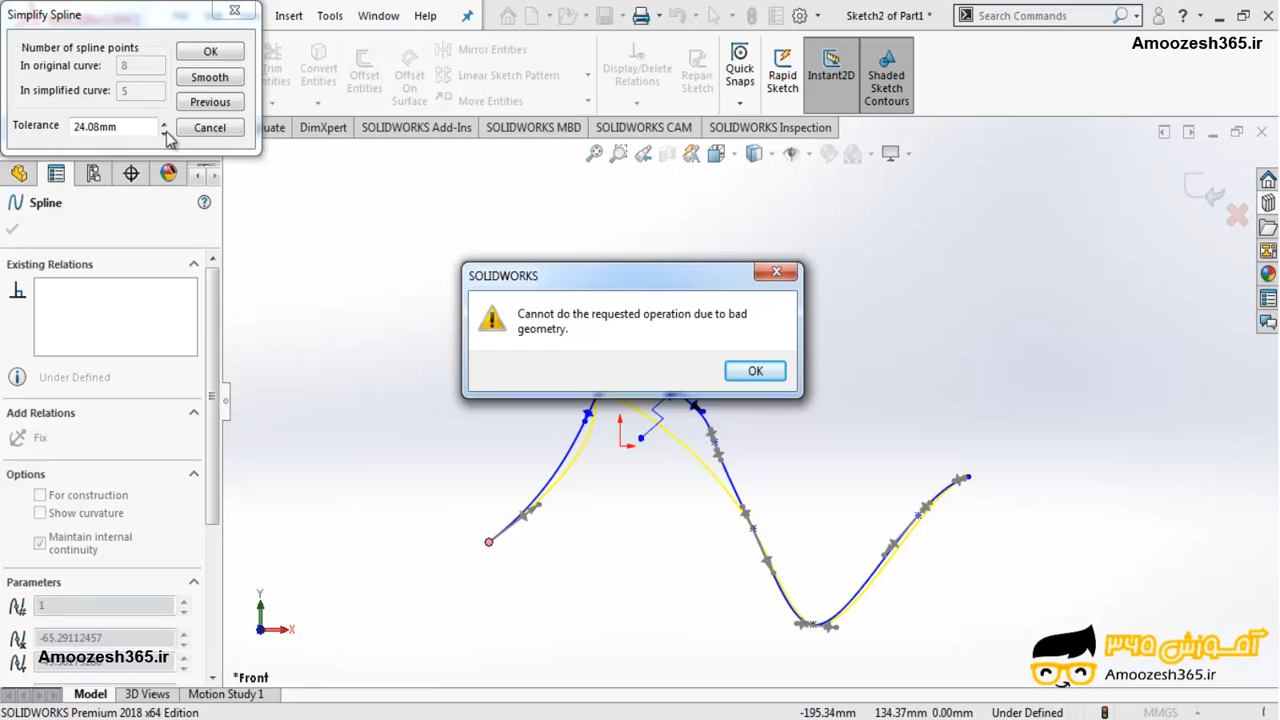 Simplify Spline
Insert Tools Window Help
Sketch2 of Part1 *
Search Commands
Amoozesh365.ir
Number of spline points
In original curve: 8
In simplified curve: 5
Tolerance 24.08mm
OK
Smooth
Previous
Cancel
Trim Entities
Convert Entities
Offset Entities
Offset On Surface
Mirror Entities
Linear Sketch Pattern
Move Entities
Display/Delete Relations
Repair Sketch
Quick Snaps
Rapid Sketch
Instant2D
Shaded Sketch Contours
uate DimXpert SOLIDWORKS Add-Ins SOLIDWORKS MBD SOLIDWORKS CAM SOLIDWORKS Inspection
Spline
Existing Relations
Under Defined
Add Relations
Fix
Options
For construction
Show curvature
Maintain internal continuity
Parameters
1
-65.29112457
Amoozesh365.ir
SOLIDWORKS
Cannot do the requested operation due to bad
geometry.
OK
Y
X
*Front
آموزش ۳۶۵
Amoozesh365.ir
Model 3D Views Motion Study 1
SOLIDWORKS Premium 2018 x64 Edition
-195.34mm 134.37mm 0.00mm Under Defined MMGS